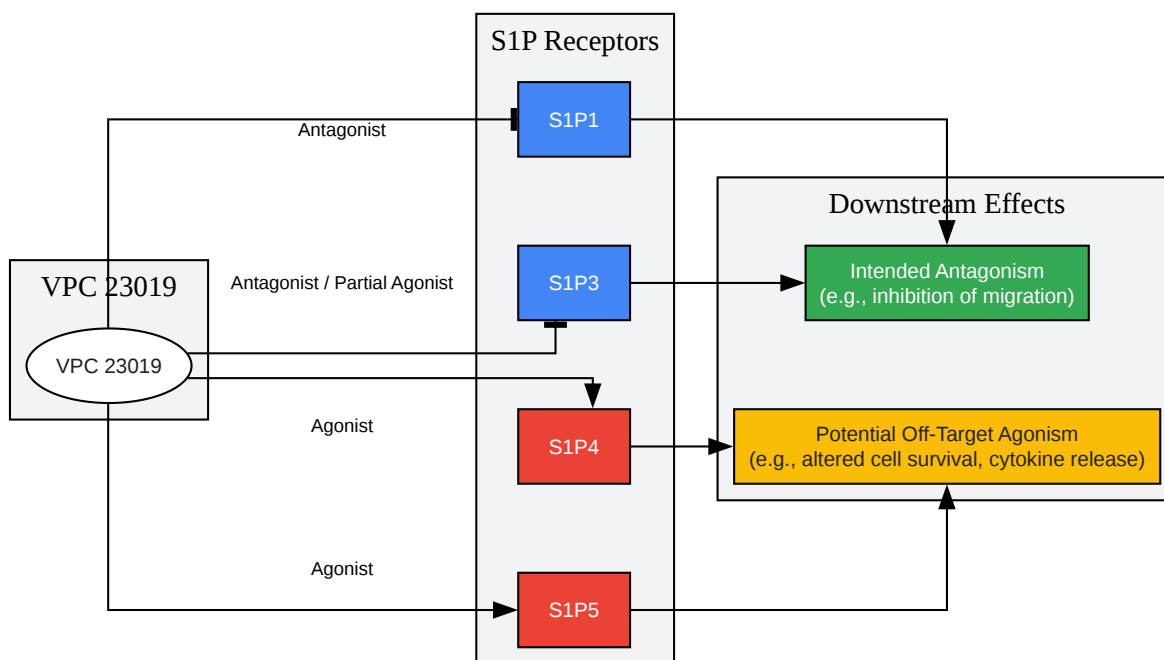 S1P Receptors
S1P1
Antagonist
Downstream Effects
VPC 23019
Antagonist / Partial Agonist
S1P3
Intended Antagonism
(e.g., inhibition of migration)
VPC 23019
Agonist
S1P4
Potential Off-Target Agonism
(e.g., altered cell survival, cytokine release)
Agonist
S1P5